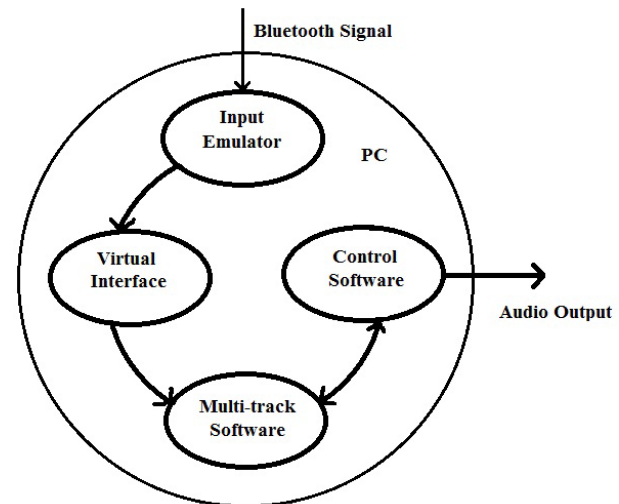 Bluetooth Signal
Input
Emulator
PC
Virtual
Interface
Control
Software
Audio Output
Multi-track
Software